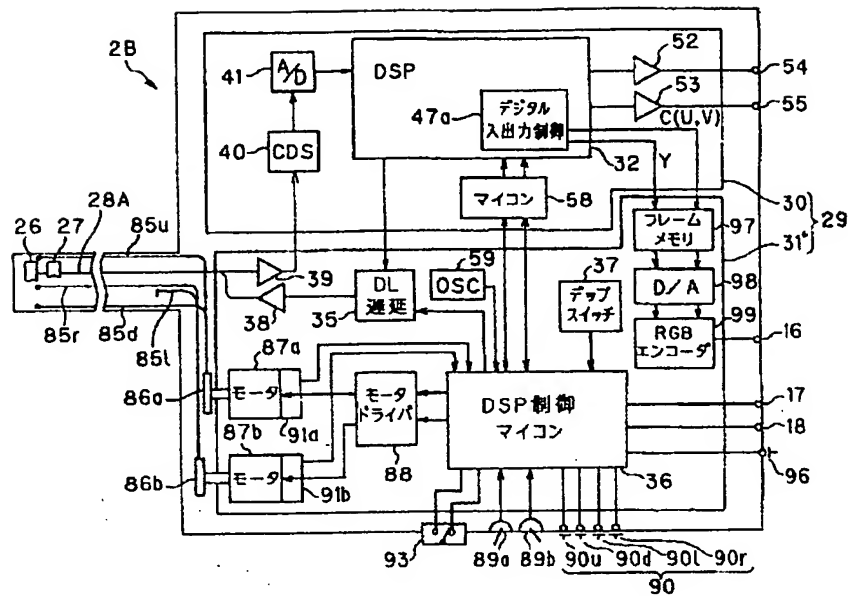 2B
41
A/D
DSP
52
54
53
55
47a
デジタル
入出力制御
C(U,V)
40
CDS
32
Y
マイコン
58
30
29
31"
26
27
28A
85u
フレーム
メモリ
97
59
OSC
37
39
38
DL
遅延
35
デップ
スイッチ
D/A
98
RGB
エンコーダ
99
16
85r
85d
85l
87a
モータ
86a
91a
モータ
ドライバ
88
DSP制御
マイコン
36
17
18
96
87b
モータ
86b
91b
93
89a
89b
90u
90d
90l
90r
90